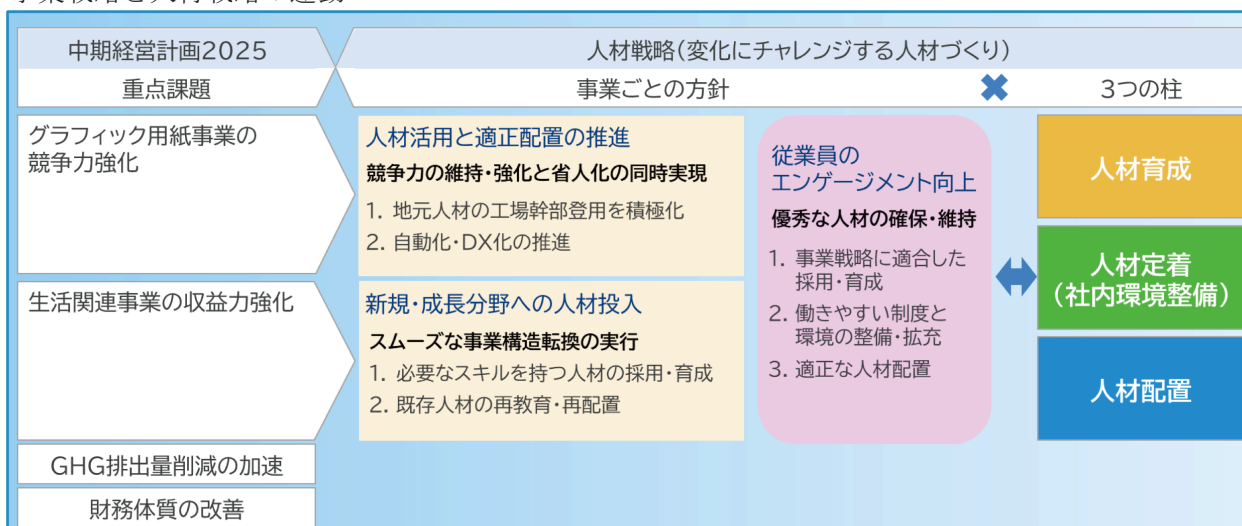 中期経営計画2025
人材戦略(変化にチャレンジする人材づくり)
重点課題
事業ごとの方針
✖
3つの柱
グラフィック用紙事業の
競争力強化
人材活用と適正配置の推進
競争力の維持・強化と省人化の同時実現
1. 地元人材の工場幹部登用を積極化
2. 自動化・DX化の推進
生活関連事業の収益力強化
新規・成長分野への人材投入
スムーズな事業構造転換の実行
1. 必要なスキルを持つ人材の採用・育成
2. 既存人材の再教育・再配置
従業員の
エンゲージメント向上
優秀な人材の確保・維持
1. 事業戦略に適合した
採用・育成
2. 働きやすい制度と
環境の整備・拡充
3. 適正な人材配置
人材育成
人材定着
(社内環境整備)
人材配置
GHG排出量削減の加速
財務体質の改善